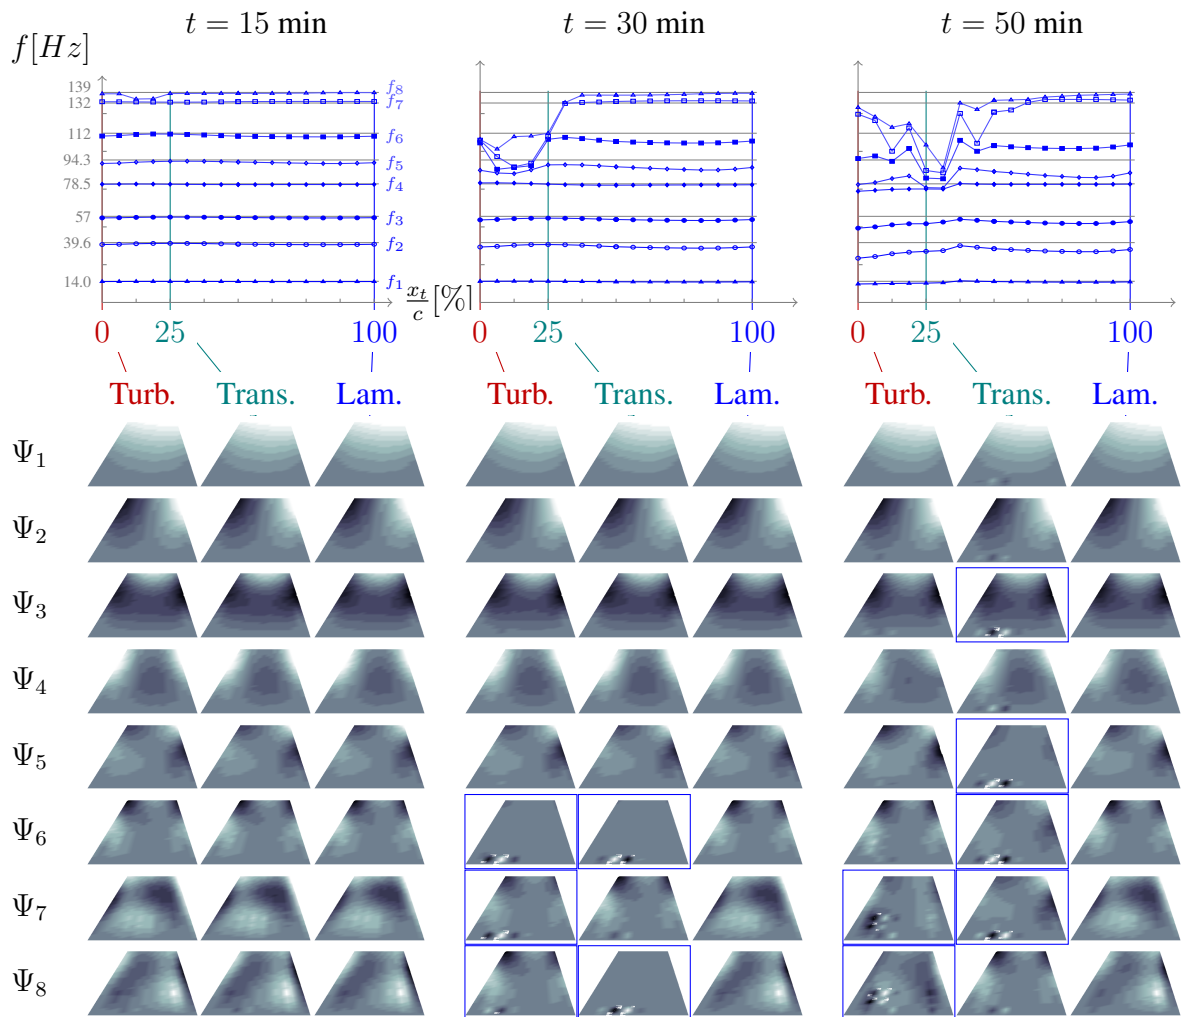 t = 15 min t = 30 min t = 50 min
f[Hz]
139 f₈
132 f₇
112 f₆
94.3 f₅
78.5 f₄
57 f₃
39.6 f₂
14.0 f₁
x_t/c [%]
0 25 100 0 25 100 0 25 100
Turb. Trans. Lam. Turb. Trans. Lam. Turb. Trans. Lam.
Ψ₁
Ψ₂
Ψ₃
Ψ₄
Ψ₅
Ψ₆
Ψ₇
Ψ₈